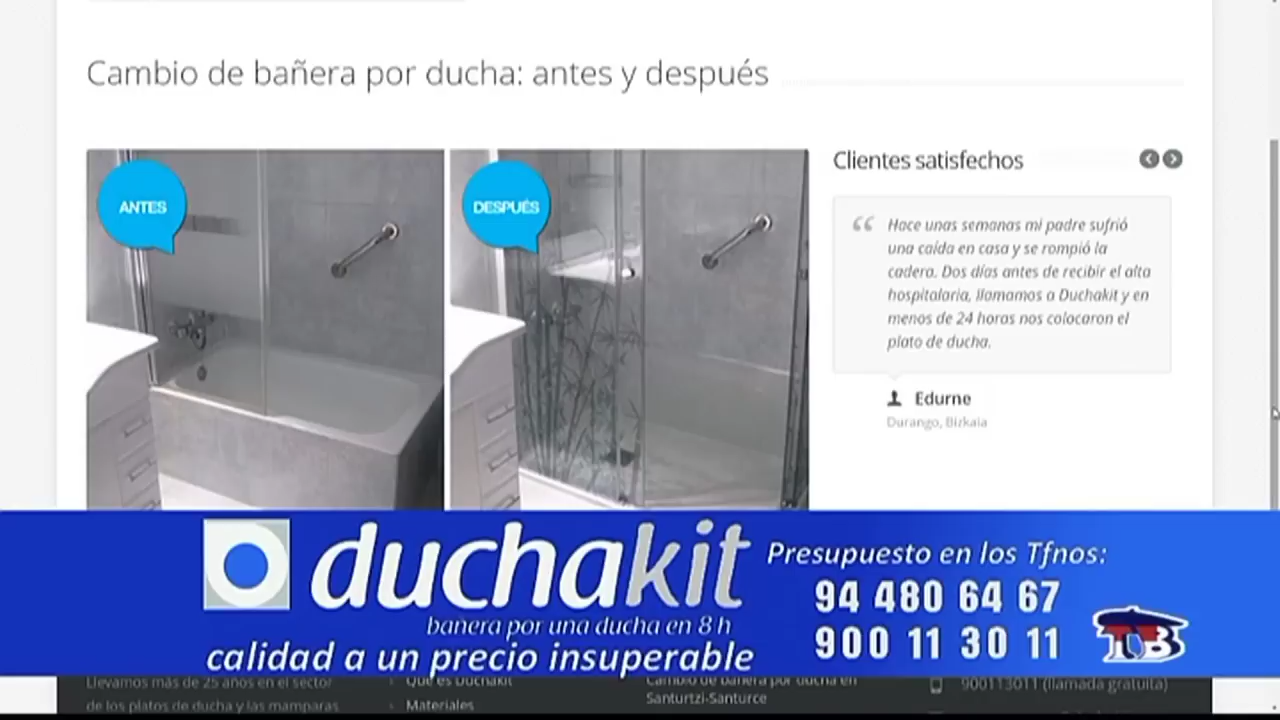 Cambio de bañera por ducha: antes y después
ANTES
DESPUÉS
Clientes satisfechos
Hace unas semanas mi padre sufrió
una caída en casa y se rompió la
cadera. Dos días antes de recibir el alta
hospitalaria, llamamos a Duchakit y en
menos de 24 horas nos colocaron el
plato de ducha.
Edurne
Durango, Bizkaia
duchakit
bañera por una ducha en 8 h
calidad a un precio insuperable
Presupuesto en los Tfnos:
94 480 64 67
900 11 30 11
TDB
Llevamos más de 25 años en el sector
de los platos de ducha y las mamparas
Qué es Duchakit
Materiales
Cambio de bañera por ducha en
Santurtzi-Santurce
900113011 (llamada gratuita)